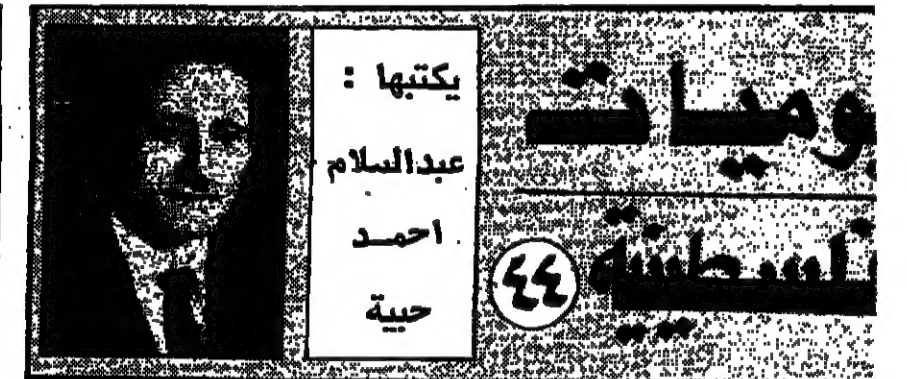 وميات
لسطينية
٤٤
يكتبها :
عبدالسلام
احمد
حبية